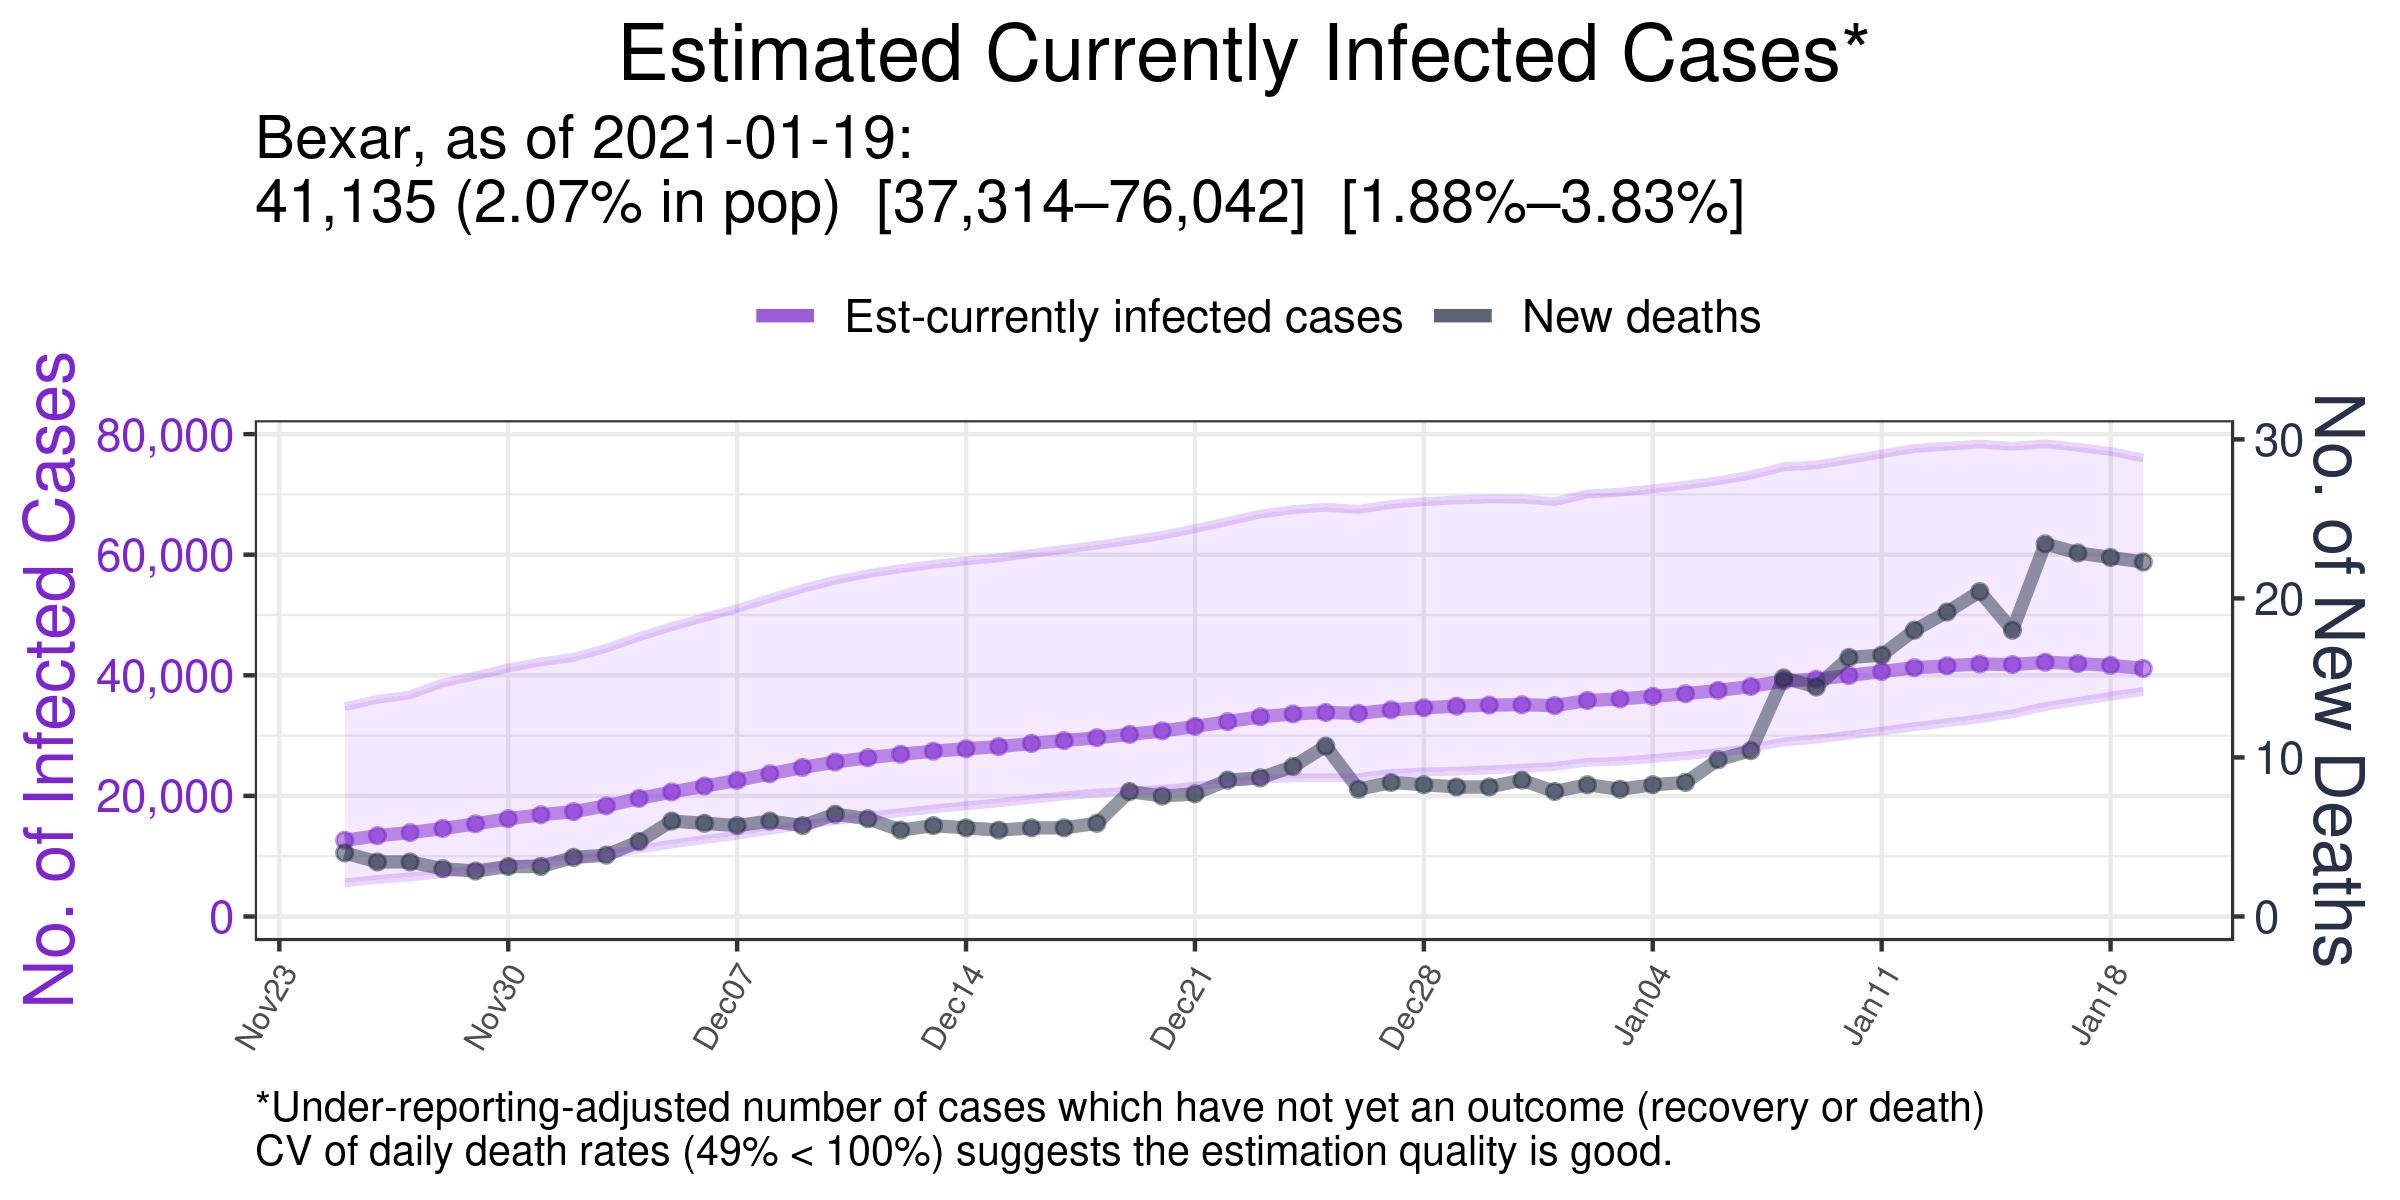 Estimated Currently Infected Cases*
Bexar, as of 2021-01-19:
41,135 (2.07% in pop)  [37,314–76,042]  [1.88%–3.83%]
Est-currently infected cases
New deaths
No. of Infected Cases
80,000
60,000
40,000
20,000
0
30
20
10
0
No. of New Deaths
Nov23
Nov30
Dec07
Dec14
Dec21
Dec28
Jan04
Jan11
Jan18
*Under-reporting-adjusted number of cases which have not yet an outcome (recovery or death)
CV of daily death rates (49% < 100%) suggests the estimation quality is good.